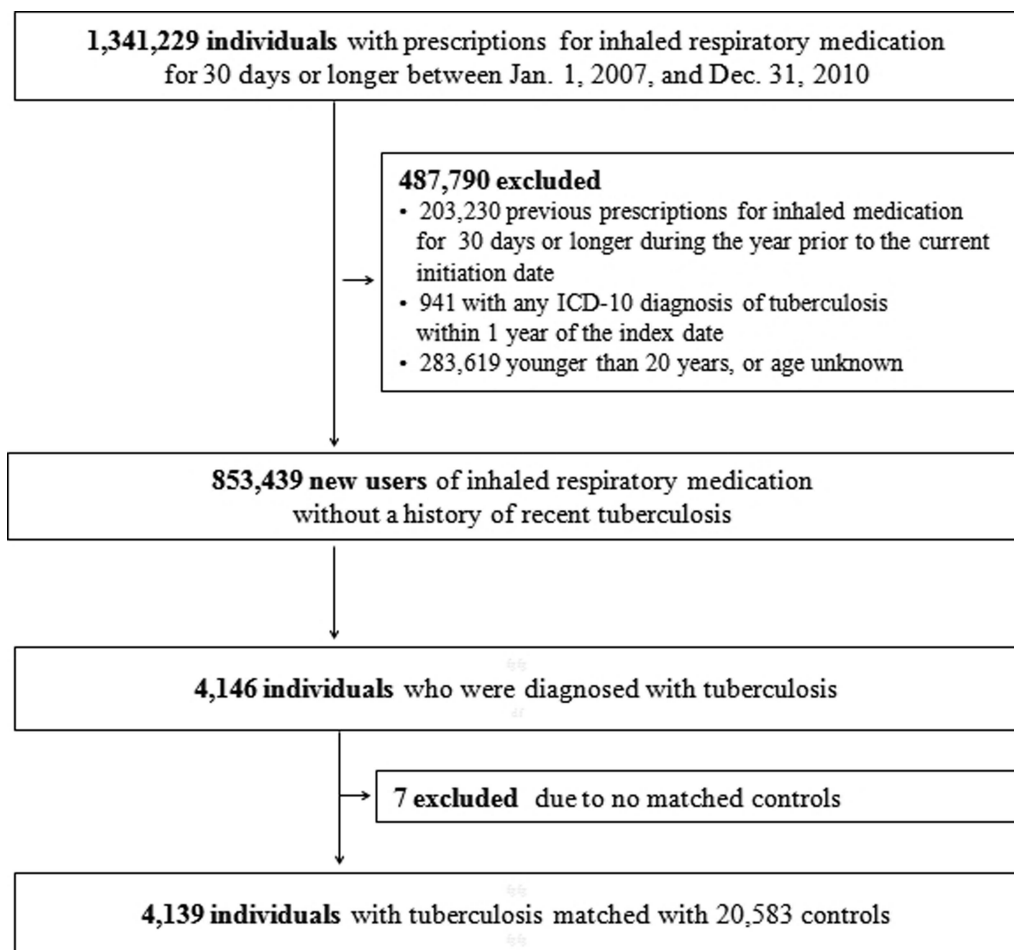 1,341,229 individuals with prescriptions for inhaled respiratory medication
for 30 days or longer between Jan. 1, 2007, and Dec. 31, 2010
487,790 excluded
• 203,230 previous prescriptions for inhaled medication
for 30 days or longer during the year prior to the current
initiation date
• 941 with any ICD-10 diagnosis of tuberculosis
within 1 year of the index date
• 283,619 younger than 20 years, or age unknown
853,439 new users of inhaled respiratory medication
without a history of recent tuberculosis
4,146 individuals who were diagnosed with tuberculosis
7 excluded due to no matched controls
4,139 individuals with tuberculosis matched with 20,583 controls